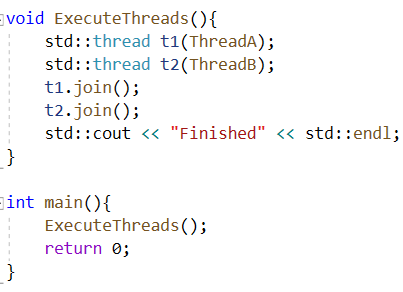 void ExecuteThreads(){
    std::thread t1(ThreadA);
    std::thread t2(ThreadB);
    t1.join();
    t2.join();
    std::cout << "Finished" << std::endl;
}

int main(){
    ExecuteThreads();
    return 0;
}